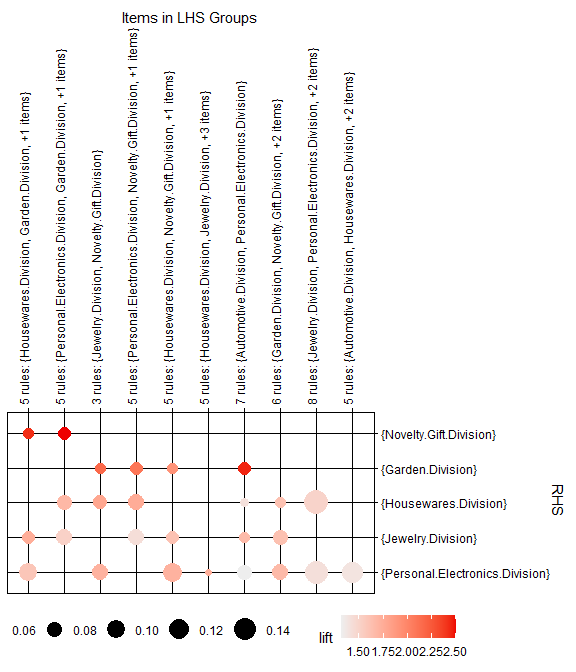 Items in LHS Groups
5 rules: {Housewares.Division, Garden.Division, +1 items}
5 rules: {Personal.Electronics.Division, Garden.Division, +1 items}
3 rules: {Jewelry.Division, Novelty.Gift.Division}
5 rules: {Personal.Electronics.Division, Novelty.Gift.Division, +1 items}
5 rules: {Housewares.Division, Novelty.Gift.Division, +1 items}
5 rules: {Housewares.Division, Jewelry.Division, +3 items}
7 rules: {Automotive.Division, Personal.Electronics.Division}
6 rules: {Garden.Division, Novelty.Gift.Division, +2 items}
8 rules: {Jewelry.Division, Personal.Electronics.Division, +2 items}
5 rules: {Automotive.Division, Housewares.Division, +2 items}
{Novelty.Gift.Division}
{Garden.Division}
{Housewares.Division}
{Jewelry.Division}
{Personal.Electronics.Division}
RHS
0.06 0.08 0.10 0.12 0.14
lift
1.50 1.75 2.00 2.25 2.50